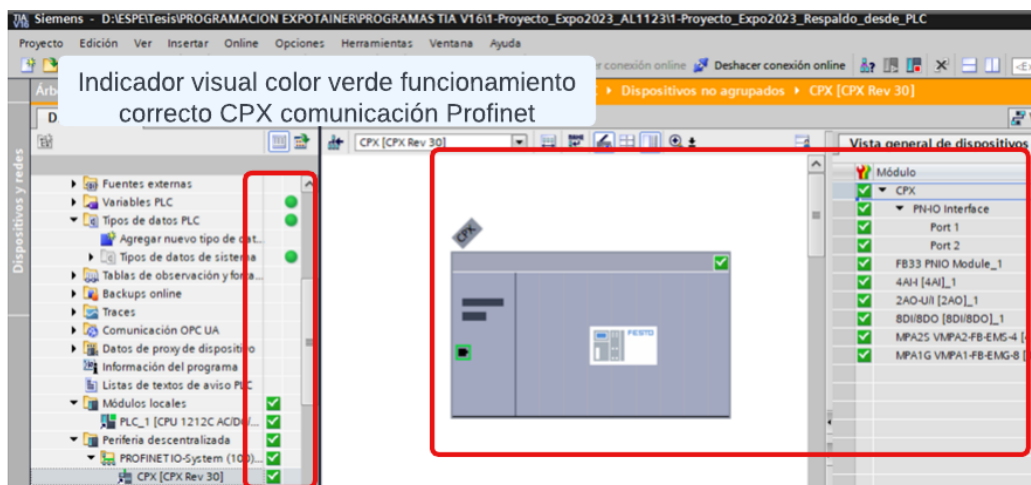 Siemens - D:\ESPE\Tesis\PROGRAMACION EXPOTAINER\PROGRAMAS TIA V16\1-Proyecto_Expo2023_AL1123\1-Proyecto_Expo2023_Respaldo_desde_PLC
Proyecto Edición Ver Insertar Online Opciones Herramientas Ventana Ayuda
conexión online Deshacer conexión online
Indicador visual color verde funcionamiento
correcto CPX comunicación Profinet
Dispositivos no agrupados CPX [CPX Rev 30]
CPX [CPX Rev 30]
Vista general de dispositivos
Dispositivos y redes
Fuentes externas
Variables PLC
Tipos de datos PLC
Agregar nuevo tipo de dat...
Tipos de datos de sistema
Tablas de observación y forza...
Backups online
Traces
Comunicación OPC UA
Datos de proxy de dispositivo
Información del programa
Listas de textos de aviso PLC
Módulos locales
PLC_1 [CPU 1212C AC/DC/...
Periferia descentralizada
PROFINET IO-System (100)...
CPX [CPX Rev 30]
CPX
FESTO
Módulo
CPX
PN-IO Interface
Port 1
Port 2
FB33 PNIO Module_1
4AI-I [4AI]_1
2AO-U/I [2AO]_1
8DI/8DO [8DI/8DO]_1
MPA2S VMPA2-FB-EMS-4 [
MPA1G VMPA1-FB-EMG-8 [